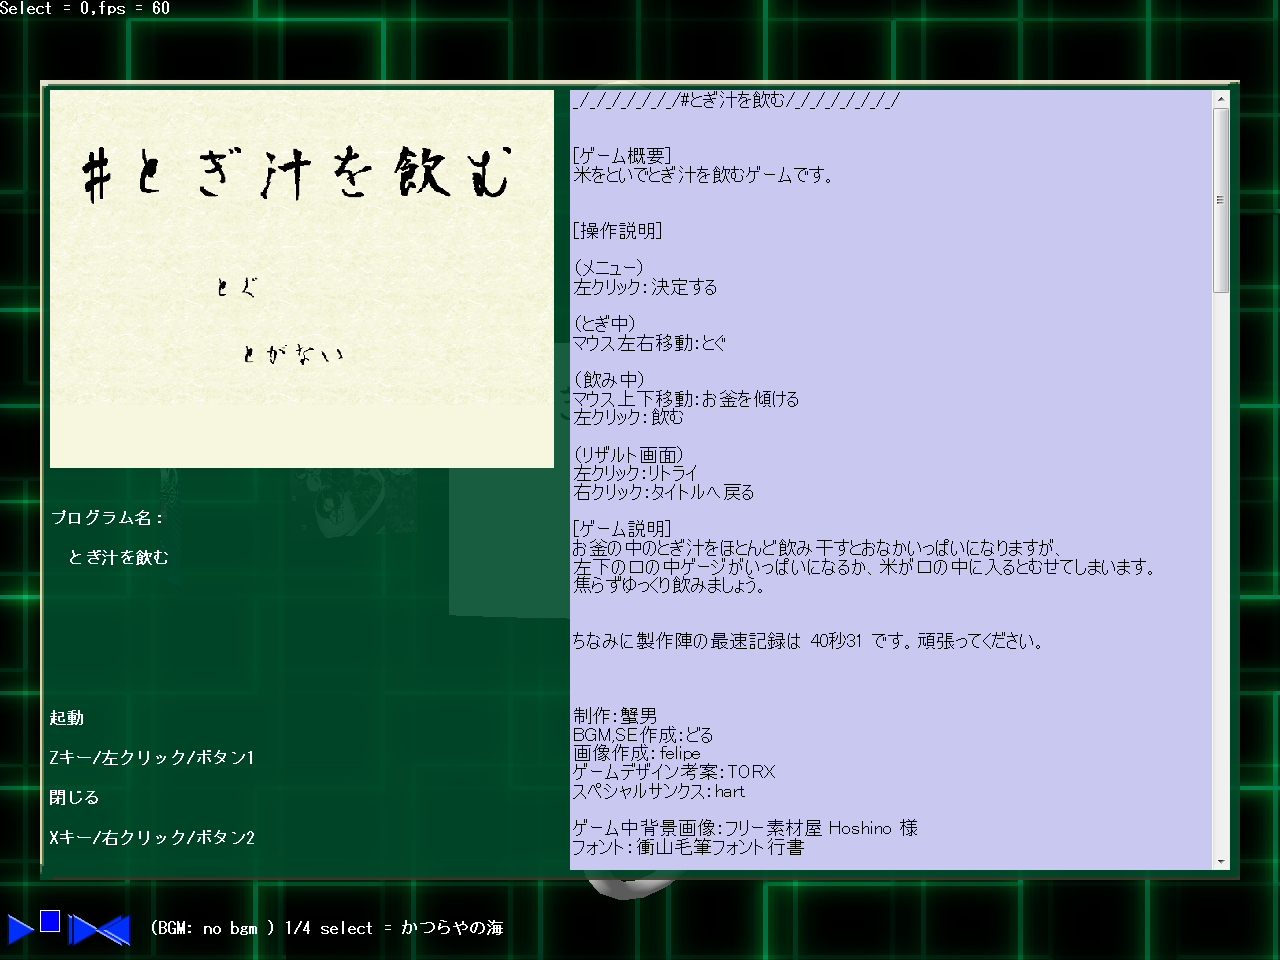 Select = 0,fps = 60
#とぎ汁を飲む
とぐ
とがない
プログラム名:
とぎ汁を飲む
起動
Zキー/左クリック/ボタン1
閉じる
Xキー/右クリック/ボタン2
_/_/_/_/_/_/_/#とぎ汁を飲む/_/_/_/_/_/_/_/
[ゲーム概要]
米をといでとぎ汁を飲むゲームです。
[操作説明]
(メニュー)
左クリック:決定する
(とぎ中)
マウス左右移動:とぐ
(飲み中)
マウス上下移動:お釜を傾ける
左クリック:飲む
(リザルト画面)
左クリック:リトライ
右クリック:タイトルへ戻る
[ゲーム説明]
お釜の中のとぎ汁をほとんど飲み干すとおなかいっぱいになりますが、
左下の口の中ゲージがいっぱいになるか、米が口の中に入るとむせてしまいます。
焦らずゆっくり飲みましょう。
ちなみに製作陣の最速記録は 40秒31 です。頑張ってください。
制作:蟹男
BGM,SE作成:どる
画像作成:felipe
ゲームデザイン考案:TORX
スペシャルサンクス:hart
ゲーム中背景画像:フリー素材屋 Hoshino 様
フォント:衡山毛筆フォント行書
(BGM: no bgm ) 1/4 select = かつらやの海